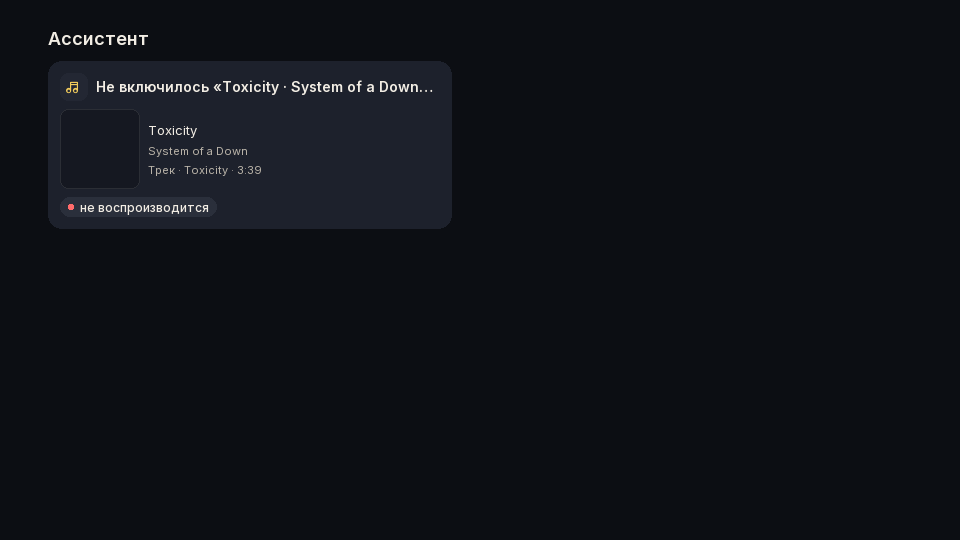 Ассистент
Не включилось «Toxicity · System of a Down…
Toxicity
System of a Down
Трек · Toxicity · 3:39
не воспроизводится